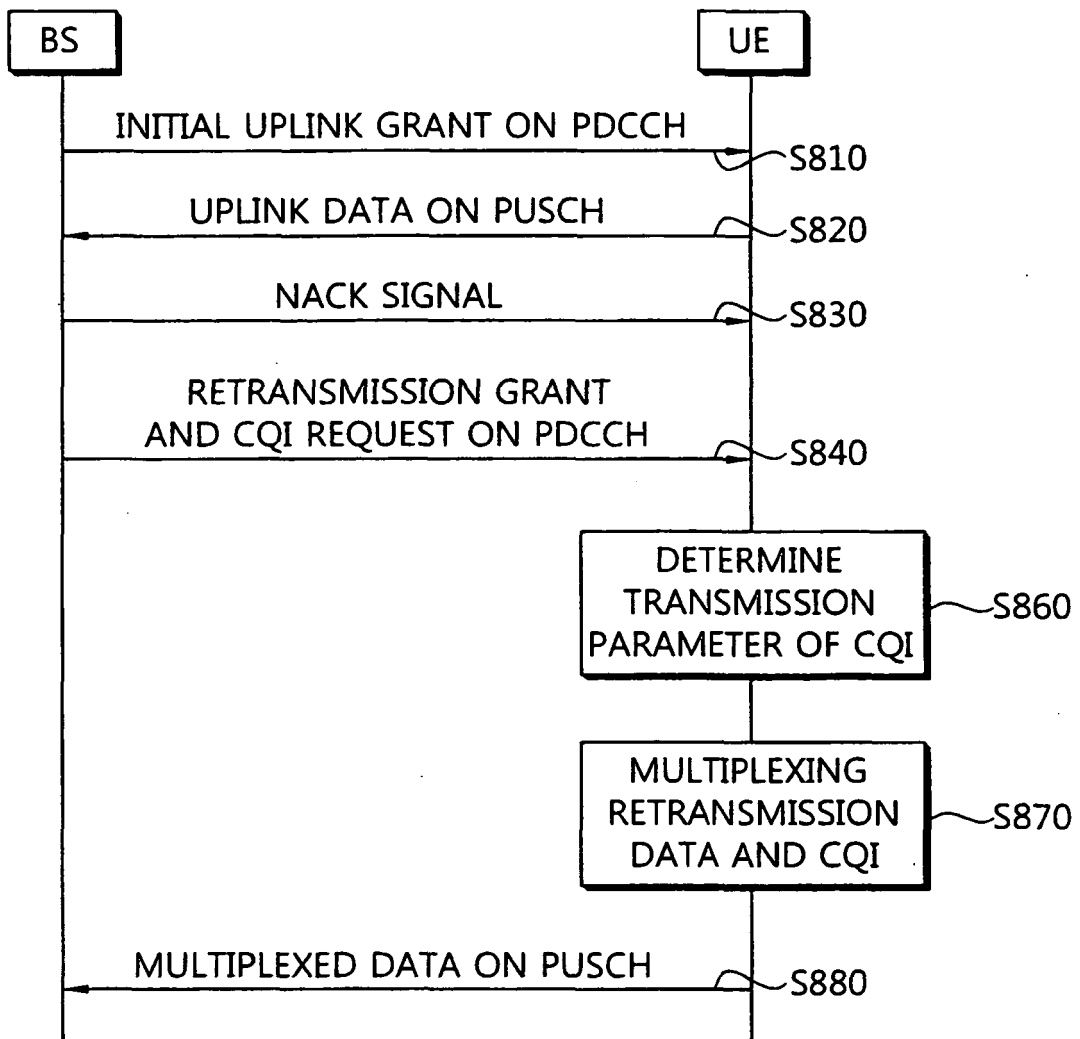 BS
UE
INITIAL UPLINK GRANT ON PDCCH
S810
UPLINK DATA ON PUSCH
S820
NACK SIGNAL
S830
RETRANSMISSION GRANT
AND CQI REQUEST ON PDCCH
S840
DETERMINE
TRANSMISSION
PARAMETER OF CQI
S860
MULTIPLEXING
RETRANSMISSION
DATA AND CQI
S870
MULTIPLEXED DATA ON PUSCH
S880